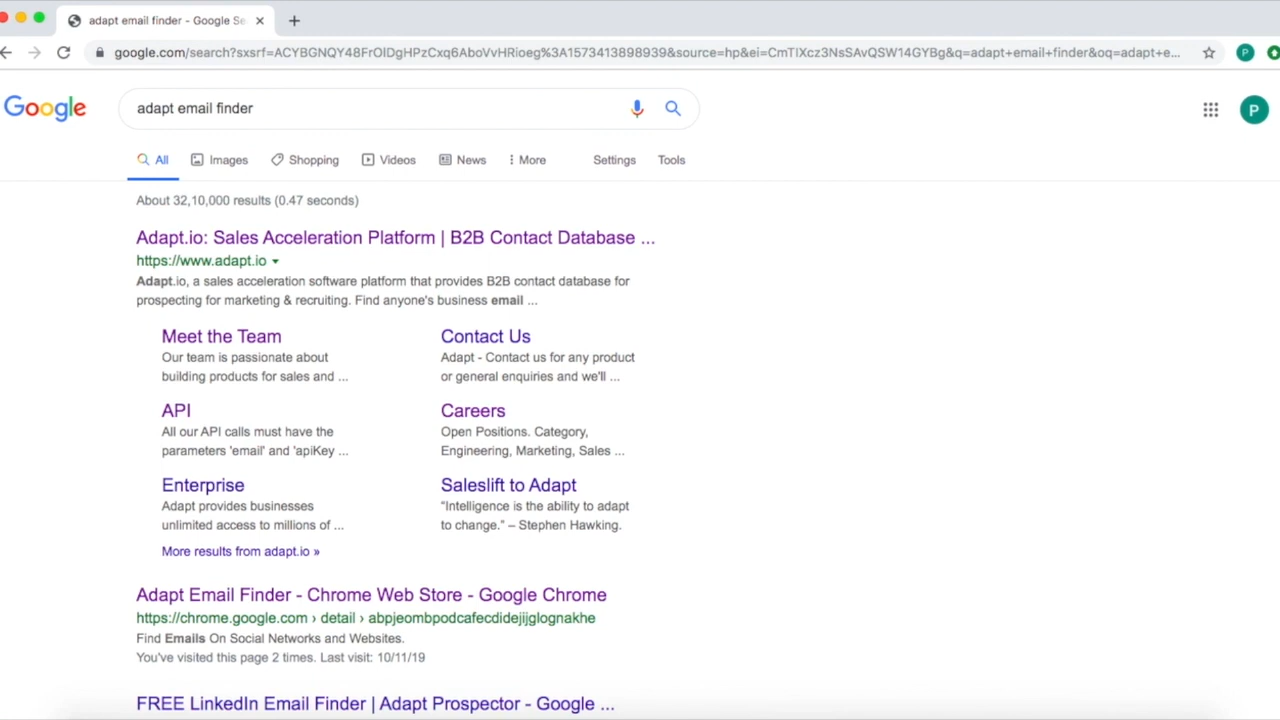 adapt email finder - Google Se
google.com/search?sxsrf=ACYBGNQY48FrOlDgHPzCxq6AboVvHRioeg%3A1573413898939&source=hp&ei=CmTIXcz3NsSAvQSW14GYBg&q=adapt+email+finder&oq=adapt+e...
P
Google
adapt email finder
P
All Images Shopping Videos News More Settings Tools
About 32,10,000 results (0.47 seconds)
Adapt.io: Sales Acceleration Platform | B2B Contact Database ...
https://www.adapt.io
Adapt.io, a sales acceleration software platform that provides B2B contact database for
prospecting for marketing & recruiting. Find anyone's business email ...
Meet the Team
Our team is passionate about
building products for sales and ...
Contact Us
Adapt - Contact us for any product
or general enquiries and we'll ...
API
All our API calls must have the
parameters 'email' and 'apiKey ...
Careers
Open Positions. Category,
Engineering, Marketing, Sales ...
Enterprise
Adapt provides businesses
unlimited access to millions of ...
Saleslift to Adapt
“Intelligence is the ability to adapt
to change.” – Stephen Hawking.
More results from adapt.io »
Adapt Email Finder - Chrome Web Store - Google Chrome
https://chrome.google.com › detail › abpjeombpodcafecdidejijglognakhe
Find Emails On Social Networks and Websites.
You've visited this page 2 times. Last visit: 10/11/19
FREE LinkedIn Email Finder | Adapt Prospector - Google ...